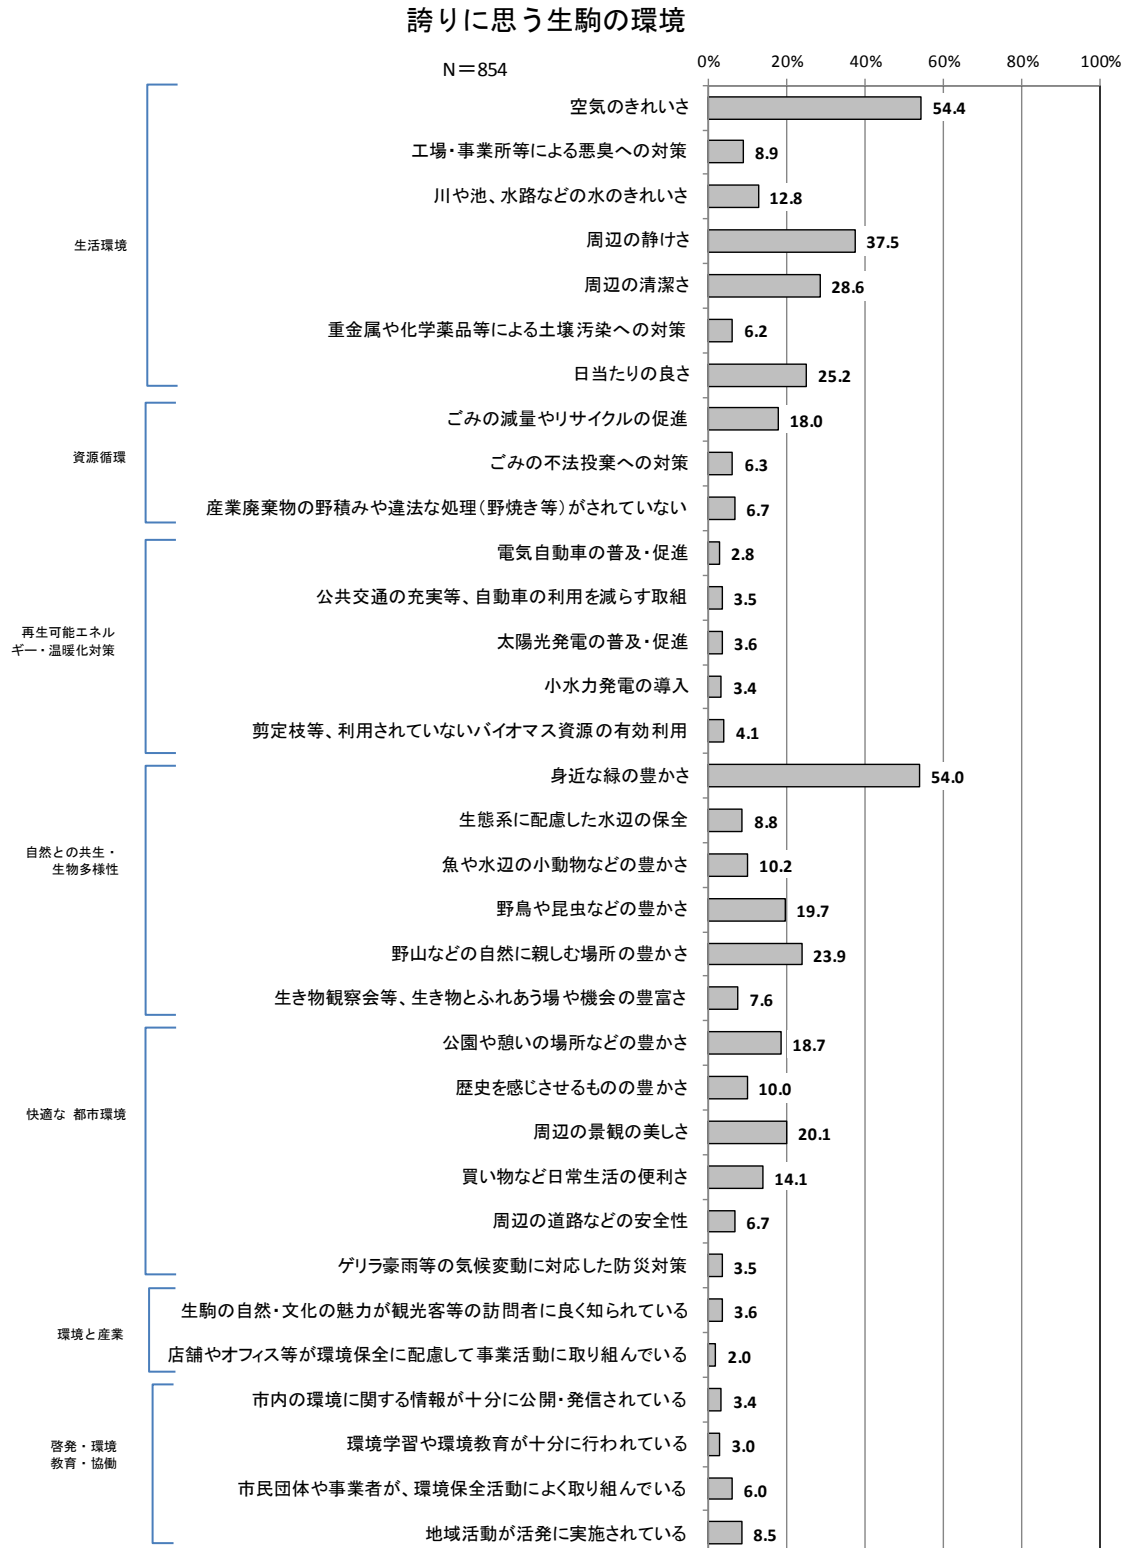 誇りに思う生駒の環境
N＝854
0% 20% 40% 60% 80% 100%
生活環境
空気のきれいさ 54.4
工場・事業所等による悪臭への対策 8.9
川や池、水路などの水のきれいさ 12.8
周辺の静けさ 37.5
周辺の清潔さ 28.6
重金属や化学薬品等による土壌汚染への対策 6.2
日当たりの良さ 25.2
資源循環
ごみの減量やリサイクルの促進 18.0
ごみの不法投棄への対策 6.3
産業廃棄物の野積みや違法な処理（野焼き等）がされていない 6.7
再生可能エネル
ギー・温暖化対策
電気自動車の普及・促進 2.8
公共交通の充実等、自動車の利用を減らす取組 3.5
太陽光発電の普及・促進 3.6
小水力発電の導入 3.4
剪定枝等、利用されていないバイオマス資源の有効利用 4.1
自然との共生・
生物多様性
身近な緑の豊かさ 54.0
生態系に配慮した水辺の保全 8.8
魚や水辺の小動物などの豊かさ 10.2
野鳥や昆虫などの豊かさ 19.7
野山などの自然に親しむ場所の豊かさ 23.9
生き物観察会等、生き物とふれあう場や機会の豊富さ 7.6
快適な 都市環境
公園や憩いの場所などの豊かさ 18.7
歴史を感じさせるものの豊かさ 10.0
周辺の景観の美しさ 20.1
買い物など日常生活の便利さ 14.1
周辺の道路などの安全性 6.7
ゲリラ豪雨等の気候変動に対応した防災対策 3.5
環境と産業
生駒の自然・文化の魅力が観光客等の訪問者に良く知られている 3.6
店舗やオフィス等が環境保全に配慮して事業活動に取り組んでいる 2.0
啓発・環境
教育・協働
市内の環境に関する情報が十分に公開・発信されている 3.4
環境学習や環境教育が十分に行われている 3.0
市民団体や事業者が、環境保全活動によく取り組んでいる 6.0
地域活動が活発に実施されている 8.5